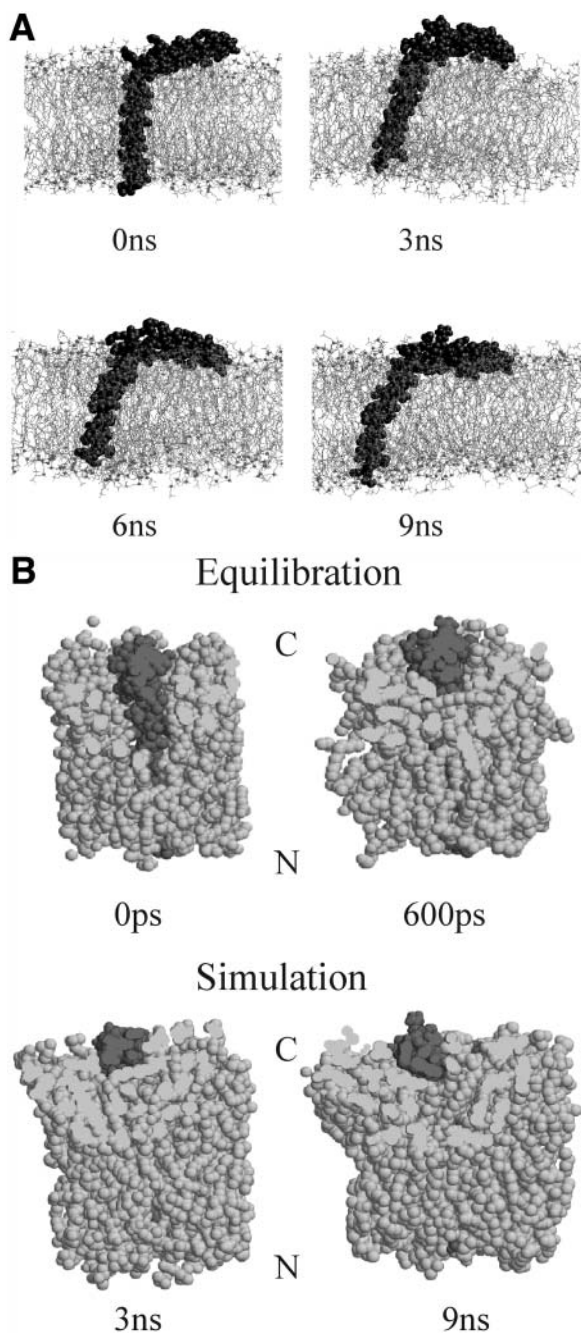 A
0ns
3ns
6ns
9ns
B
Equilibration
C
N
0ps
600ps
Simulation
C
N
3ns
9ns